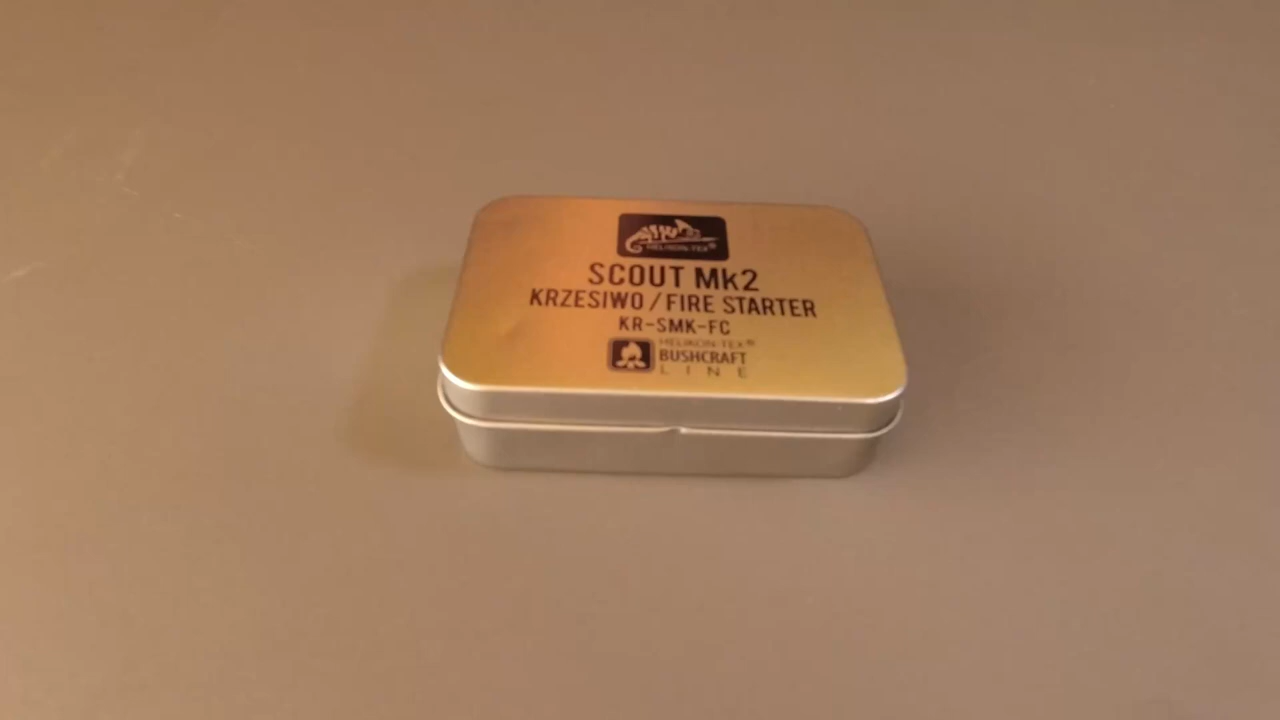 HELIKON-TEX®
SCOUT Mk2
KRZESIWO / FIRE STARTER
KR-SMK-FC
HELIKON-TEX®
BUSHCRAFT
LINE